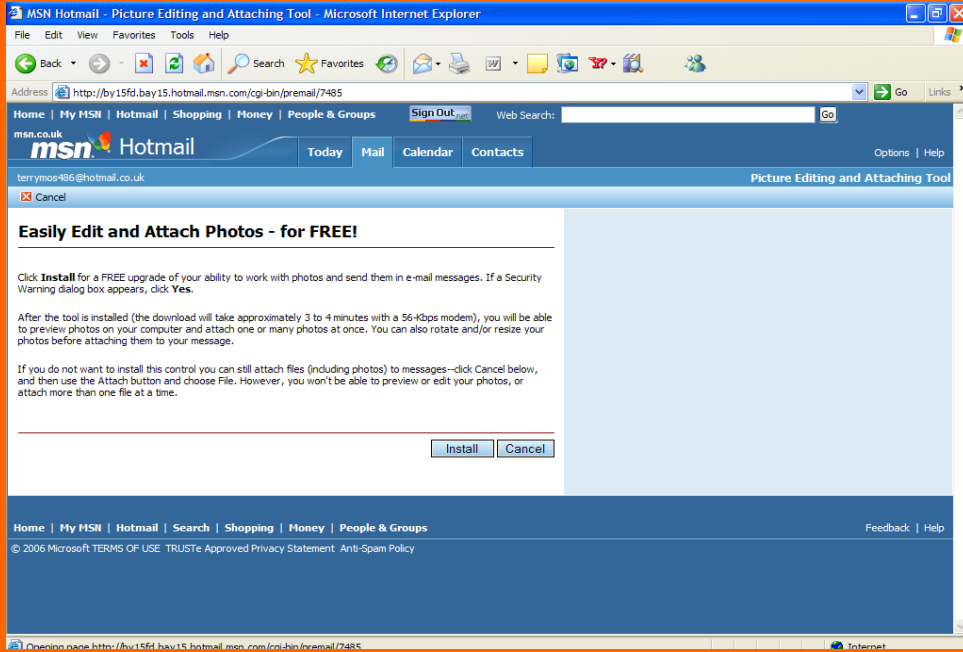 MSN Hotmail - Picture Editing and Attaching Tool - Microsoft Internet Explorer
File Edit View Favorites Tools Help
Back Search Favorites
Address http://by15fd.bay15.hotmail.msn.com/cgi-bin/premail/7485 Go Links
Home | My MSN | Hotmail | Shopping | Money | People & Groups Sign Out.net Web Search: Go
msn.co.uk
msn Hotmail Today Mail Calendar Contacts Options | Help
terrymos486@hotmail.co.uk Picture Editing and Attaching Tool
Cancel
Easily Edit and Attach Photos - for FREE!
Click Install for a FREE upgrade of your ability to work with photos and send them in e-mail messages. If a Security
Warning dialog box appears, click Yes.
After the tool is installed (the download will take approximately 3 to 4 minutes with a 56-Kbps modem), you will be able
to preview photos on your computer and attach one or many photos at once. You can also rotate and/or resize your
photos before attaching them to your message.
If you do not want to install this control you can still attach files (including photos) to messages--click Cancel below,
and then use the Attach button and choose File. However, you won't be able to preview or edit your photos, or
attach more than one file at a time.
Install Cancel
Home | My MSN | Hotmail | Search | Shopping | Money | People & Groups Feedback | Help
© 2006 Microsoft TERMS OF USE TRUSTe Approved Privacy Statement Anti-Spam Policy
Opening page http://by15fd.bay15.hotmail.msn.com/cgi-bin/premail/7485 Internet